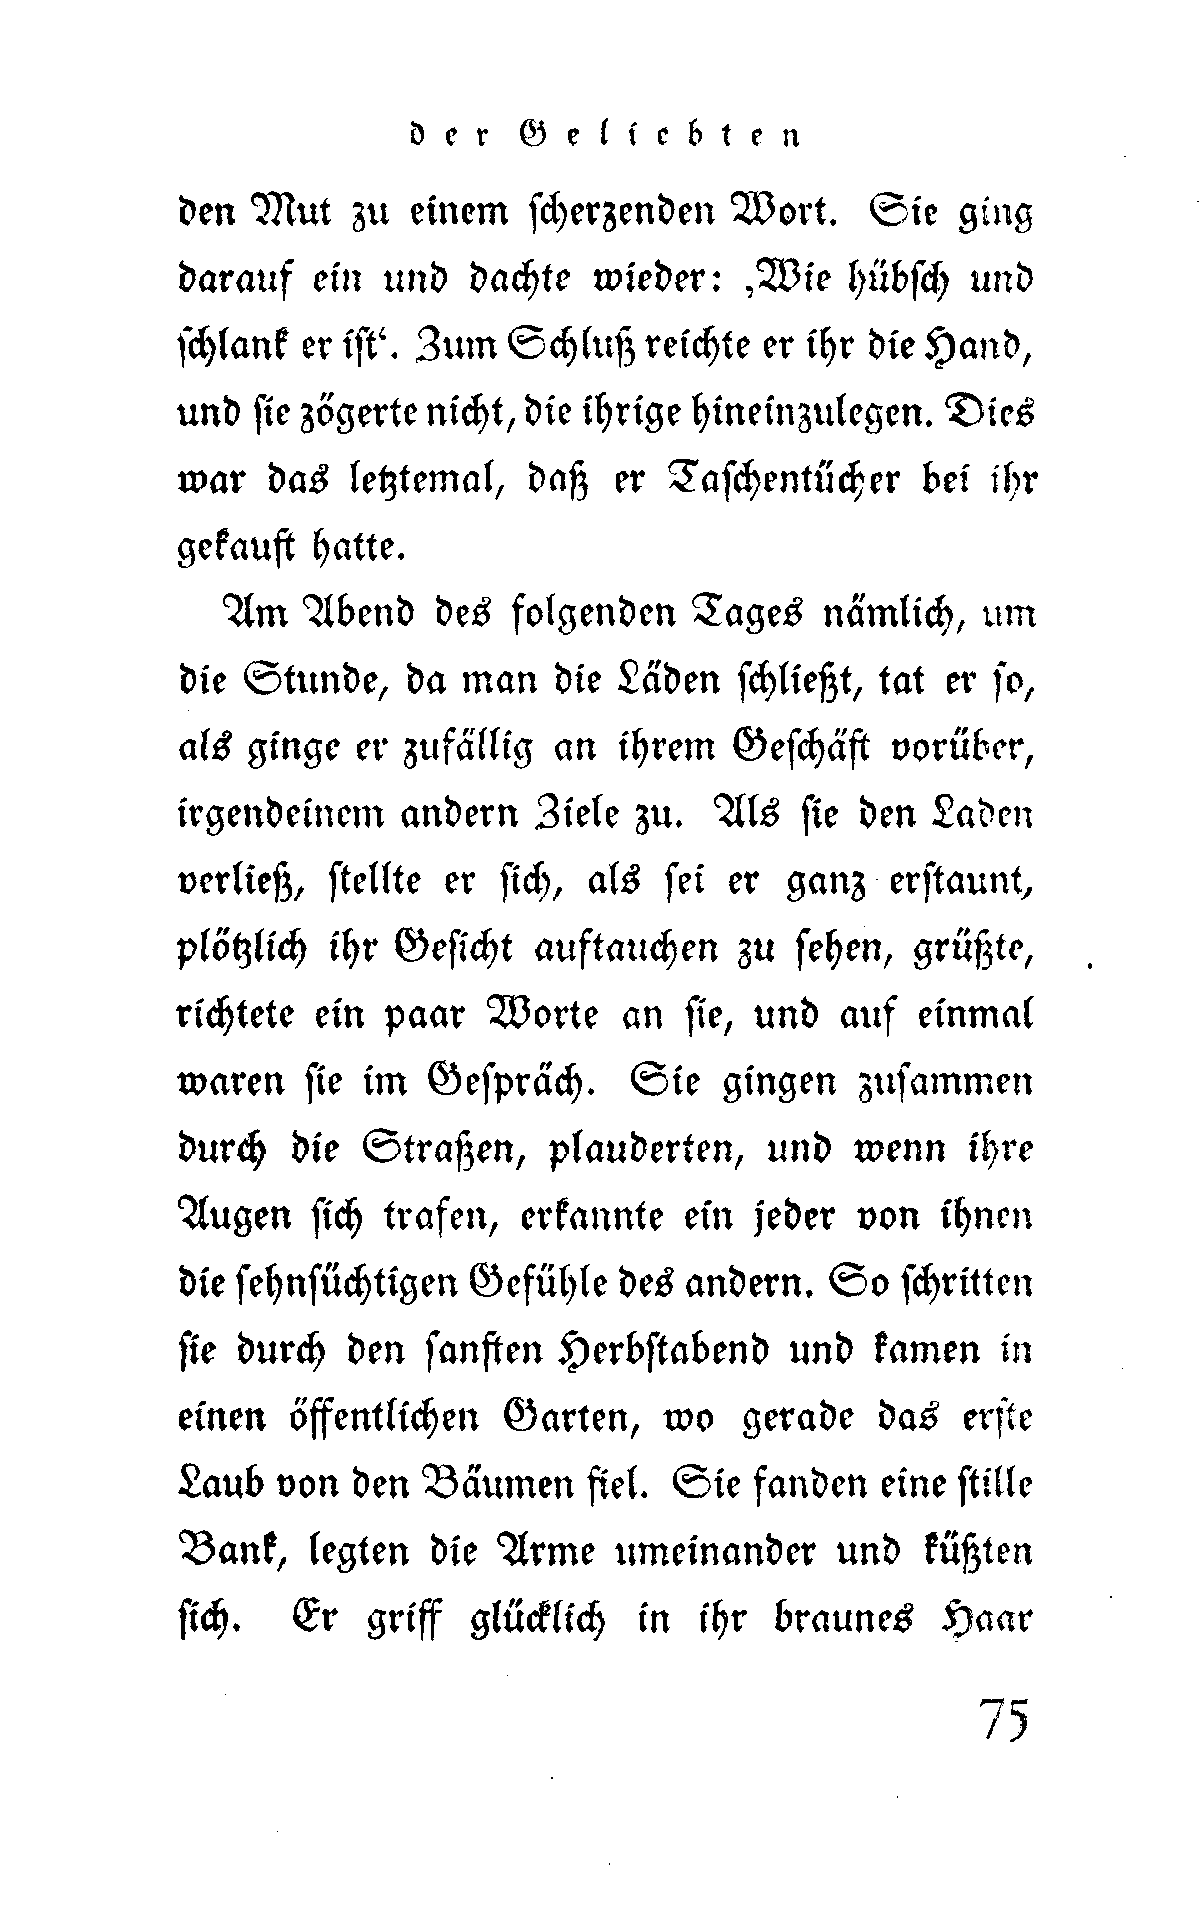 der Geliebten
den Mut zu einem scherzenden Wort. Sie ging
darauf ein und dachte wieder: ‚Wie hübsch und
schlank er ist‘. Zum Schluß reichte er ihr die Hand,
und sie zögerte nicht, die ihrige hineinzulegen. Dies
war das letztemal, daß er Taschentücher bei ihr
gekauft hatte.
Am Abend des folgenden Tages nämlich, um
die Stunde, da man die Läden schließt, tat er so,
als ginge er zufällig an ihrem Geschäft vorüber,
irgendeinem andern Ziele zu. Als sie den Laden
verließ, stellte er sich, als sei er ganz erstaunt,
plötzlich ihr Gesicht auftauchen zu sehen, grüßte,
richtete ein paar Worte an sie, und auf einmal
waren sie im Gespräch. Sie gingen zusammen
durch die Straßen, plauderten, und wenn ihre
Augen sich trafen, erkannte ein jeder von ihnen
die sehnsüchtigen Gefühle des andern. So schritten
sie durch den sanften Herbstabend und kamen in
einen öffentlichen Garten, wo gerade das erste
Laub von den Bäumen fiel. Sie fanden eine stille
Bank, legten die Arme umeinander und küßten
sich. Er griff glücklich in ihr braunes Haar
75